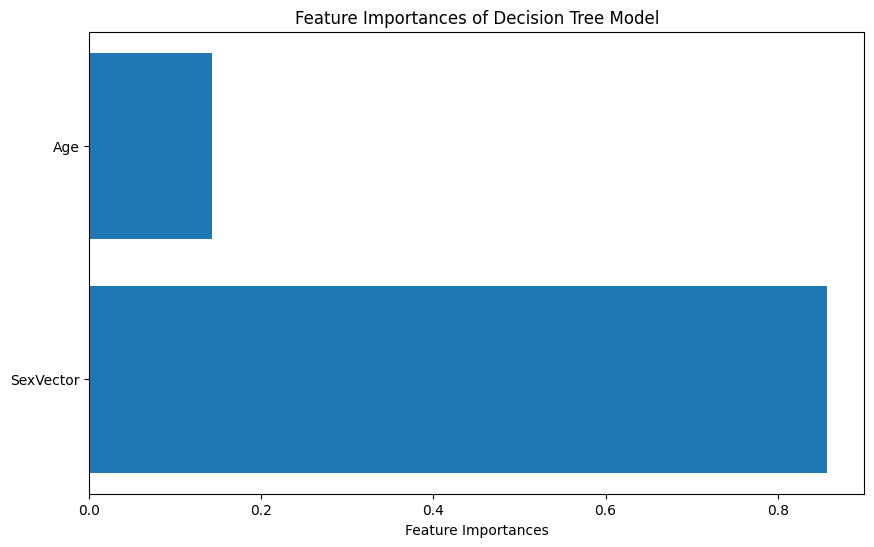 Feature Importances of Decision Tree Model
Age
SexVector
0.0 0.2 0.4 0.6 0.8
Feature Importances